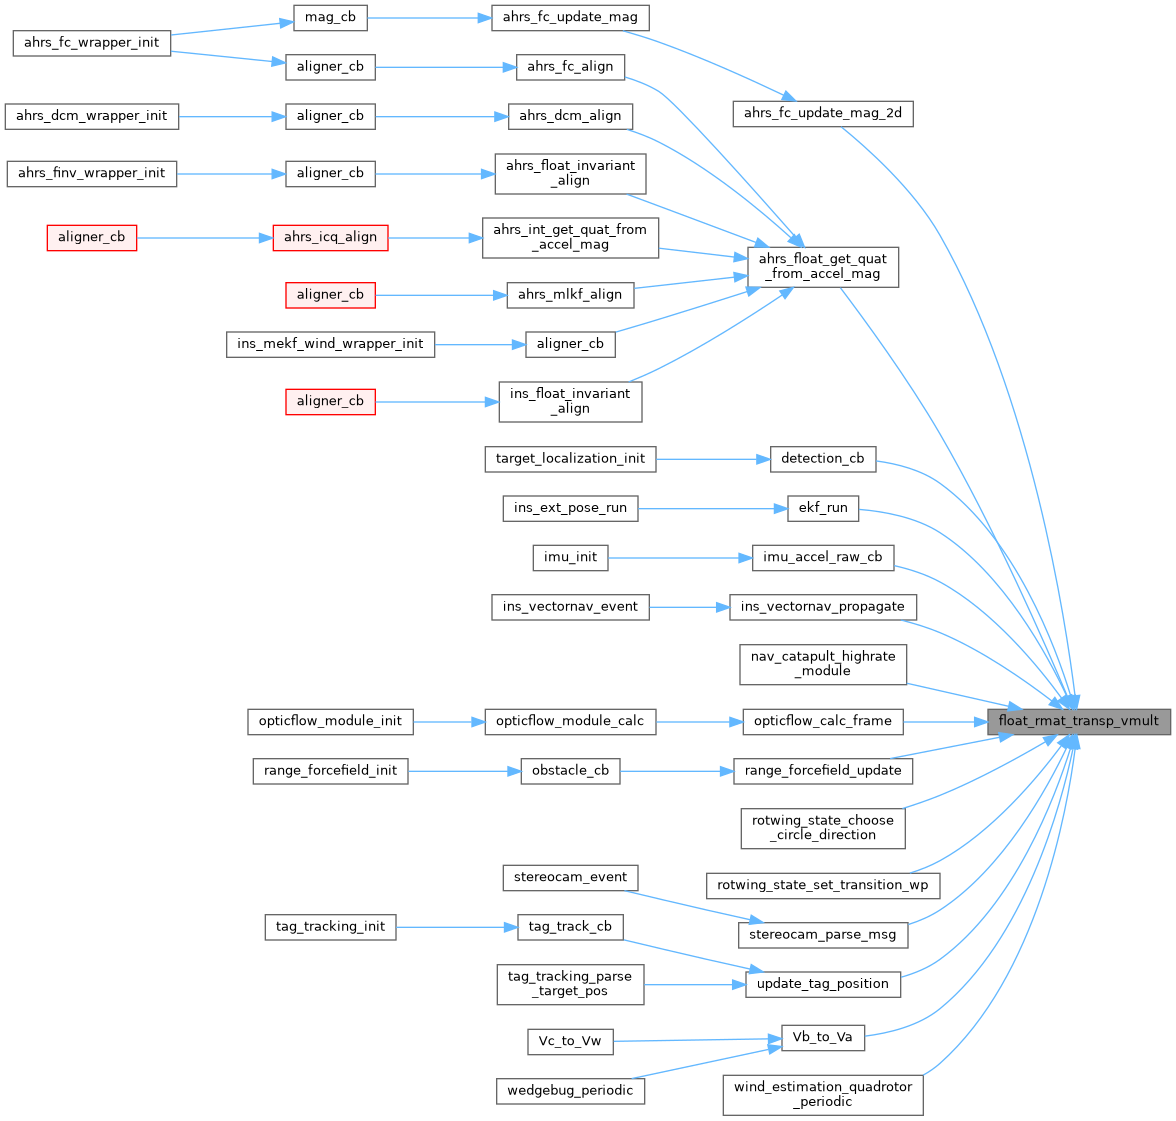 mag_cb
ahrs_fc_update_mag
ahrs_fc_wrapper_init
aligner_cb
ahrs_fc_align
ahrs_fc_update_mag_2d
ahrs_dcm_wrapper_init
aligner_cb
ahrs_dcm_align
ahrs_finv_wrapper_init
aligner_cb
ahrs_float_invariant
_align
aligner_cb
ahrs_icq_align
ahrs_int_get_quat_from
_accel_mag
ahrs_float_get_quat
_from_accel_mag
aligner_cb
ahrs_mlkf_align
ins_mekf_wind_wrapper_init
aligner_cb
aligner_cb
ins_float_invariant
_align
target_localization_init
detection_cb
ins_ext_pose_run
ekf_run
imu_init
imu_accel_raw_cb
ins_vectornav_event
ins_vectornav_propagate
nav_catapult_highrate
_module
opticflow_module_init
opticflow_module_calc
opticflow_calc_frame
float_rmat_transp_vmult
range_forcefield_init
obstacle_cb
range_forcefield_update
rotwing_state_choose
_circle_direction
stereocam_event
rotwing_state_set_transition_wp
tag_tracking_init
tag_track_cb
stereocam_parse_msg
tag_tracking_parse
_target_pos
update_tag_position
Vc_to_Vw
Vb_to_Va
wedgebug_periodic
wind_estimation_quadrotor
_periodic